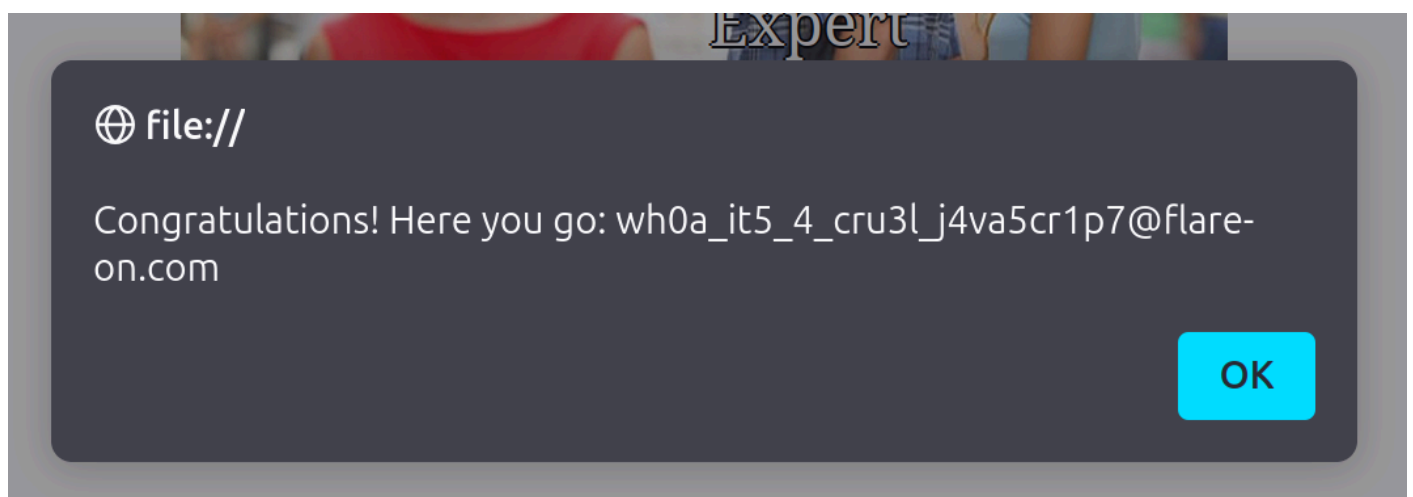 Expert
file://
Congratulations! Here you go: wh0a_it5_4_cru3l_j4va5cr1p7@flare-
on.com
OK